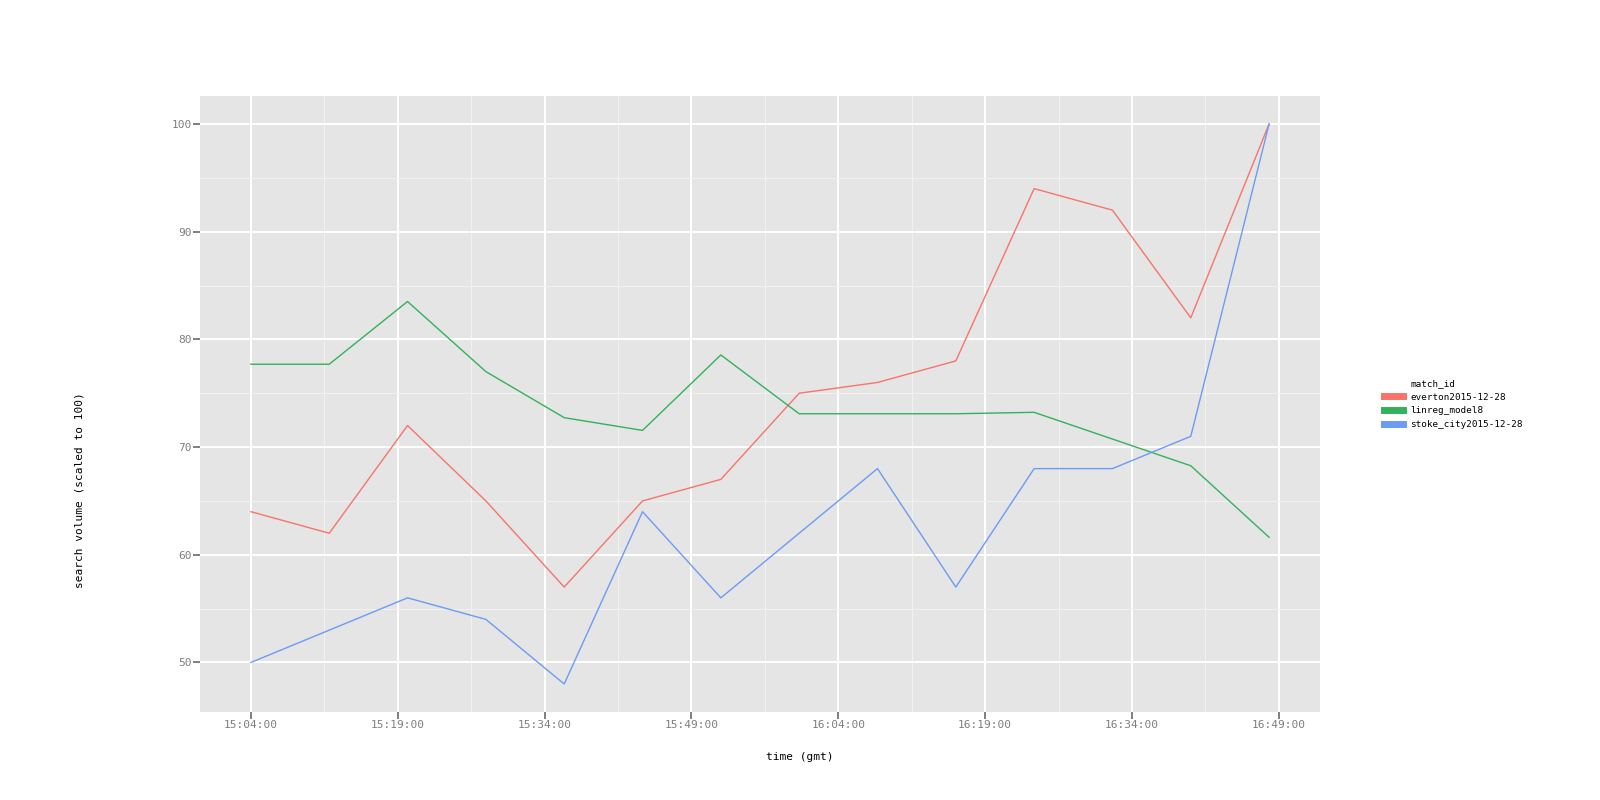 100
90
80
70
60
50
search volume (scaled to 100)
15:04:00 15:19:00 15:34:00 15:49:00 16:04:00 16:19:00 16:34:00 16:49:00
time (gmt)
match_id
everton2015-12-28
linreg_model8
stoke_city2015-12-28